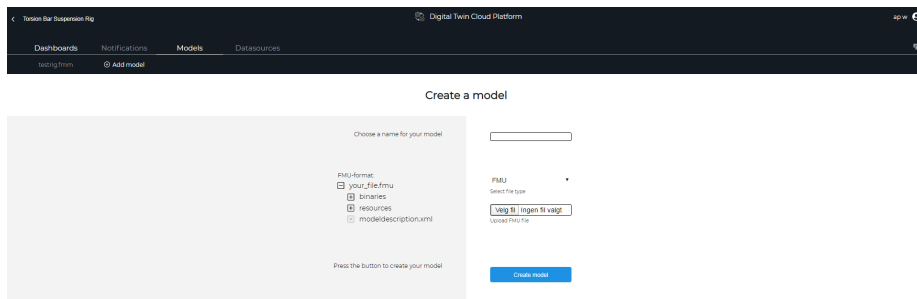 Torsion Bar Suspension Rig
Digital Twin Cloud Platform
ap w
Dashboards Notifications Models Datasources
testrig.fmm Add model
Create a model
Choose a name for your model
FMU-format:
your_file.fmu
binaries
resources
modeldescription.xml
FMU
Select file type
Velg fil Ingen fil valgt
Upload FMU file
Press the button to create your model
Create model